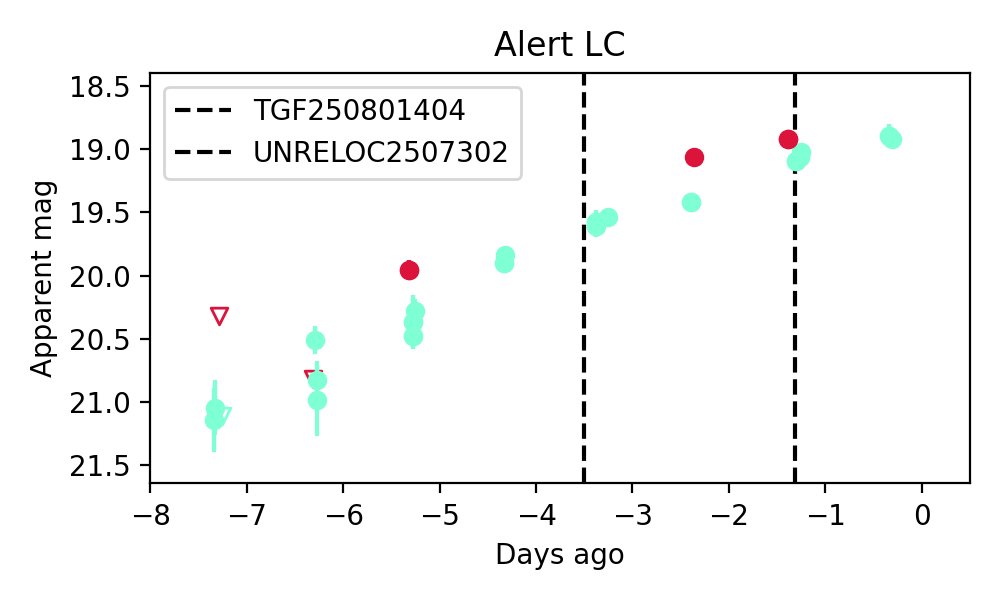 Alert LC
TGF250801404
UNRELOC2507302
Apparent mag
18.5
19.0
19.5
20.0
20.5
21.0
21.5
−8 −7 −6 −5 −4 −3 −2 −1 0
Days ago